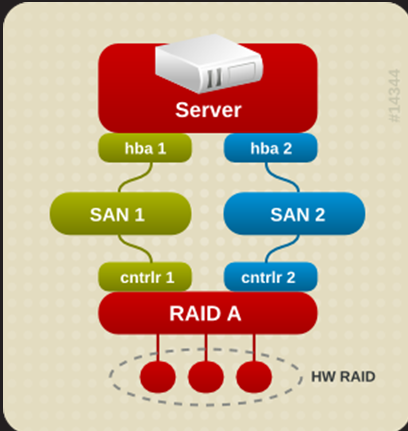 Server
#14344
hba 1
hba 2
SAN 1
SAN 2
cntrlr 1
cntrlr 2
RAID A
HW RAID